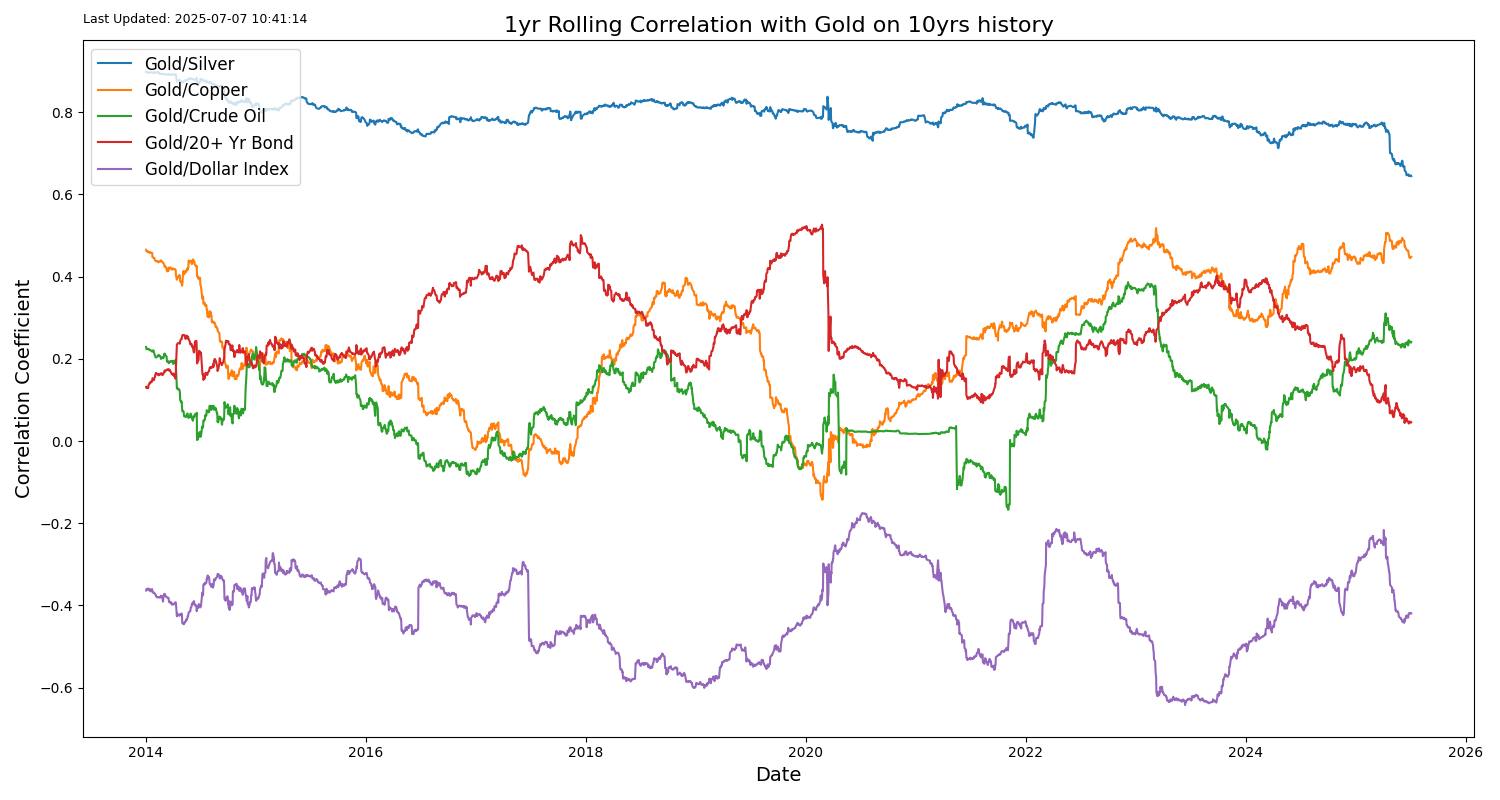 Last Updated: 2025-07-07 10:41:14
1yr Rolling Correlation with Gold on 10yrs history
Gold/Silver
Gold/Copper
Gold/Crude Oil
Gold/20+ Yr Bond
Gold/Dollar Index
Correlation Coefficient
0.8
0.6
0.4
0.2
0.0
−0.2
−0.4
−0.6
2014
2016
2018
2020
2022
2024
2026
Date